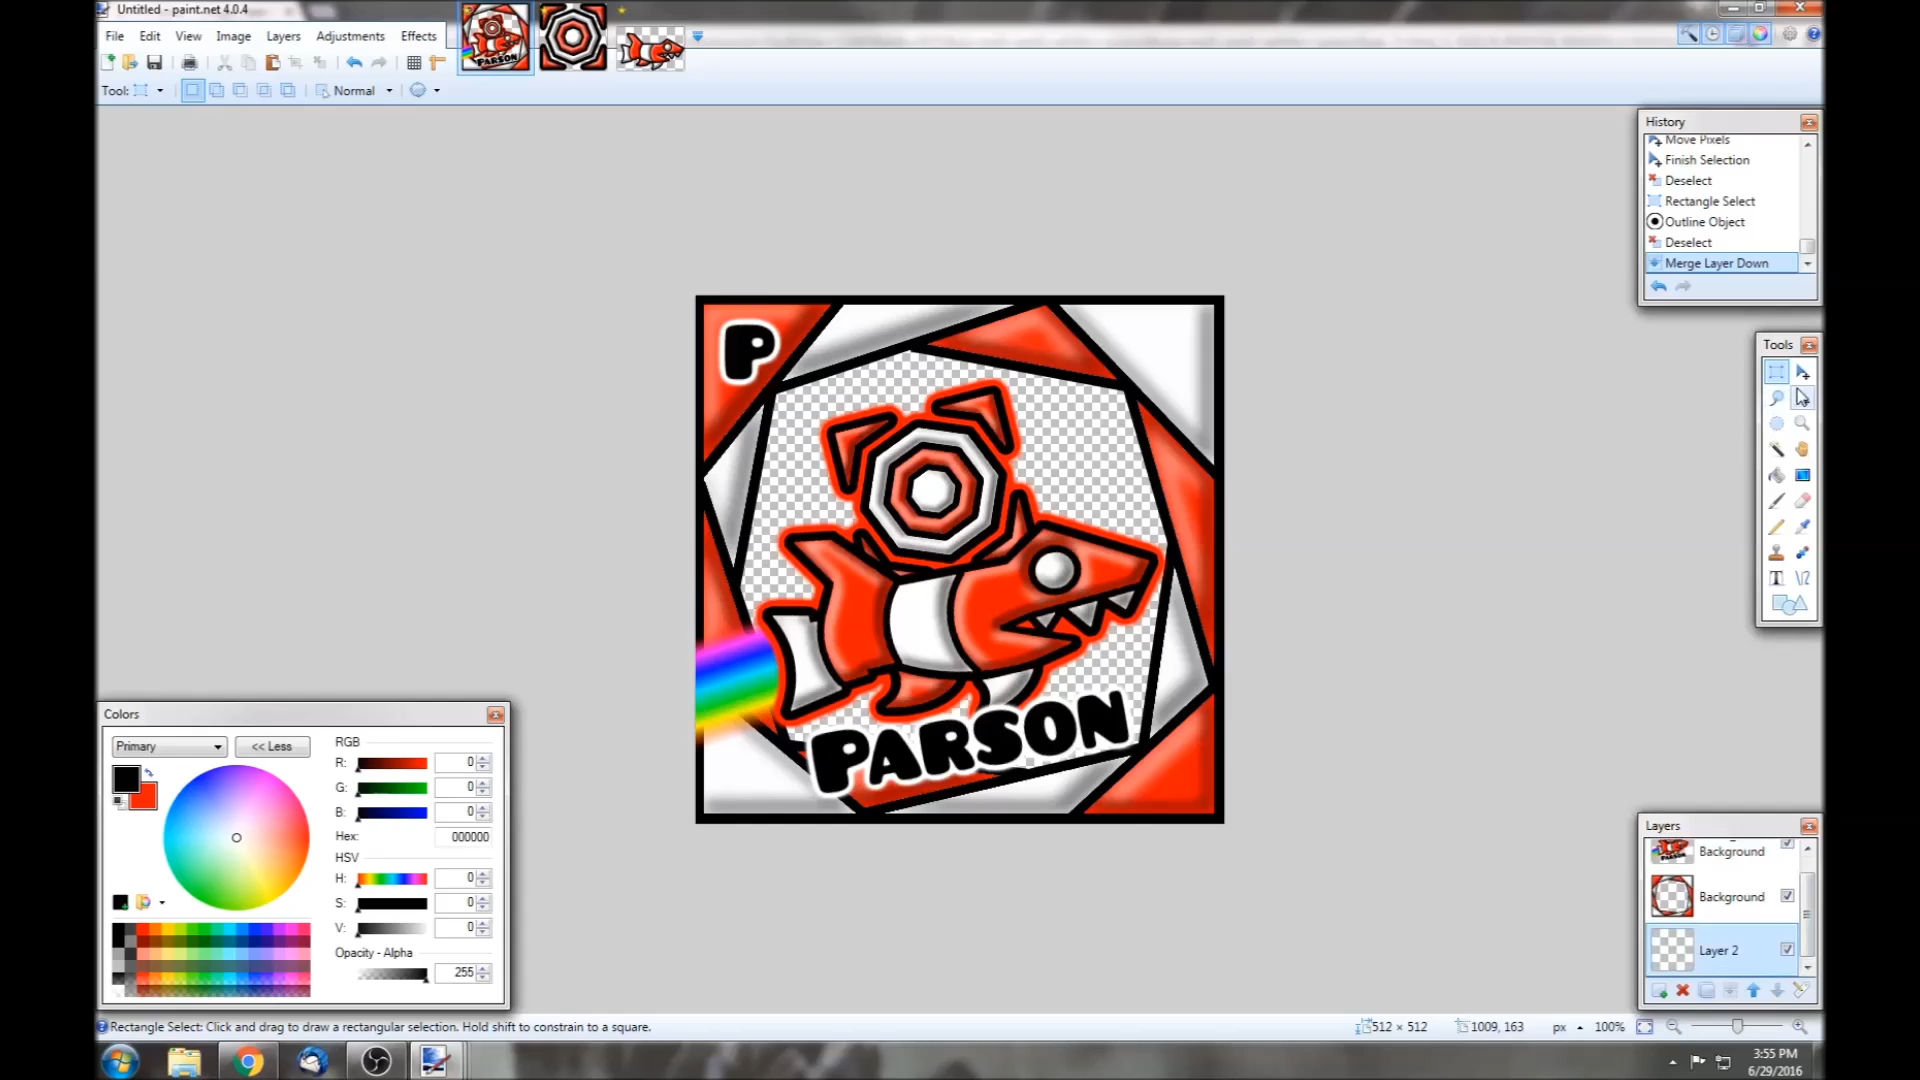 Untitled - paint.net 4.0.4
File Edit View Image Layers Adjustments Effects
Tool: Normal
History
Move Pixels
Finish Selection
Deselect
Rectangle Select
Outline Object
Deselect
Merge Layer Down
Tools
P
PARSON
PARSON
Colors
Primary << Less
RGB
R: 0
G: 0
B: 0
Hex: 000000
HSV
H: 0
S: 0
V: 0
Opacity - Alpha
255
Layers
Background
Background
Layer 2
Rectangle Select: Click and drag to draw a rectangular selection. Hold shift to constrain to a square.
512 × 512 1009, 163 px 100%
3:55 PM
6/29/2016